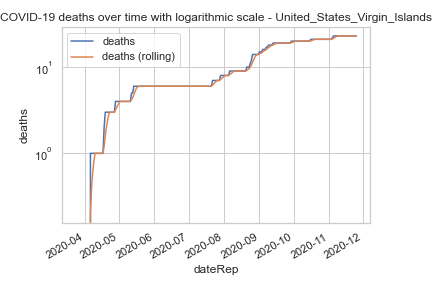 COVID-19 deaths over time with logarithmic scale - United_States_Virgin_Islands
deaths
deaths (rolling)
10¹
10⁰
deaths
2020-04
2020-05
2020-06
2020-07
2020-08
2020-09
2020-10
2020-11
2020-12
dateRep